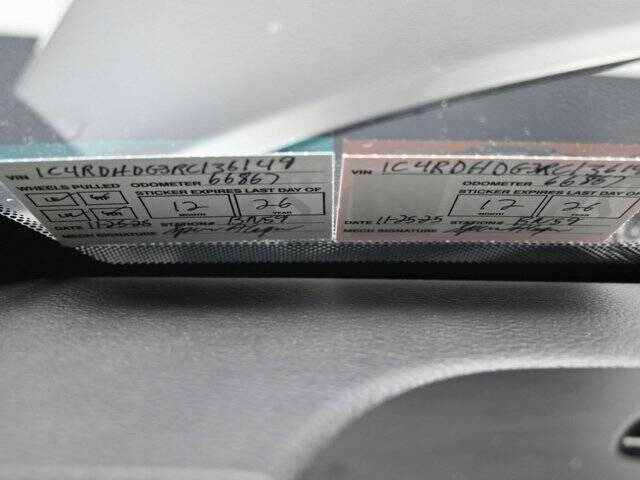 VIN 1C4RDHDG3RC136149
WHEELS PULLED ODOMETER 66867
STICKER EXPIRES LAST DAY OF
12 26
MONTH YEAR
DATE 11-25-25 STATION#
MECH SIGNATURE
VIN 1C4RDHDG3RC13614
ODOMETER
STICKER EXPIRES LAST DAY OF
12 26
MONTH YEAR
DATE 11-25-25 STATION#
MECH SIGNATURE